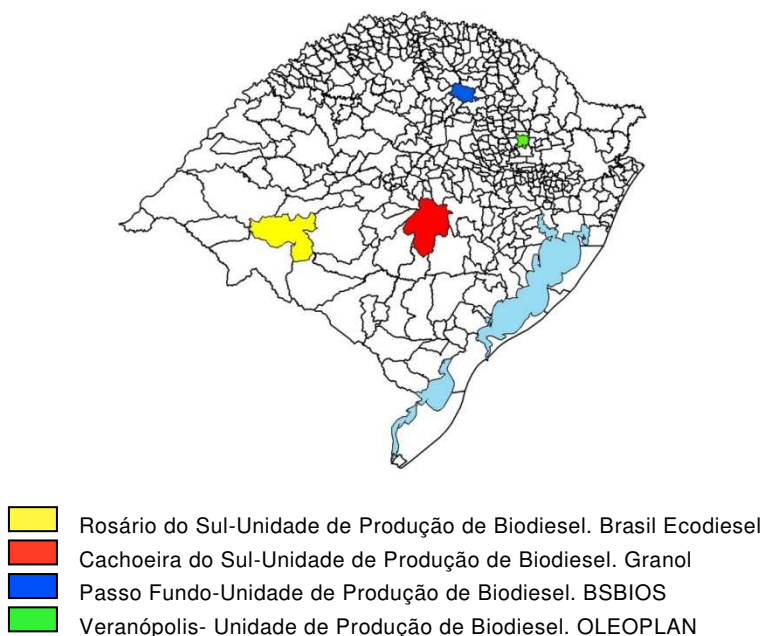 Rosário do Sul-Unidade de Produção de Biodiesel. Brasil Ecodiesel
Cachoeira do Sul-Unidade de Produção de Biodiesel. Granol
Passo Fundo-Unidade de Produção de Biodiesel. BSBIOS
Veranópolis- Unidade de Produção de Biodiesel. OLEOPLAN